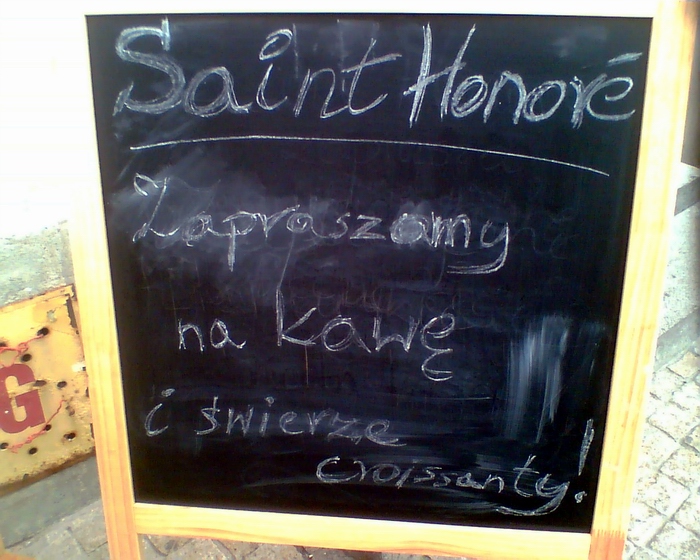 Saint Honoré
Zapraszamy
na kawę
i świerze
croissanty!
G